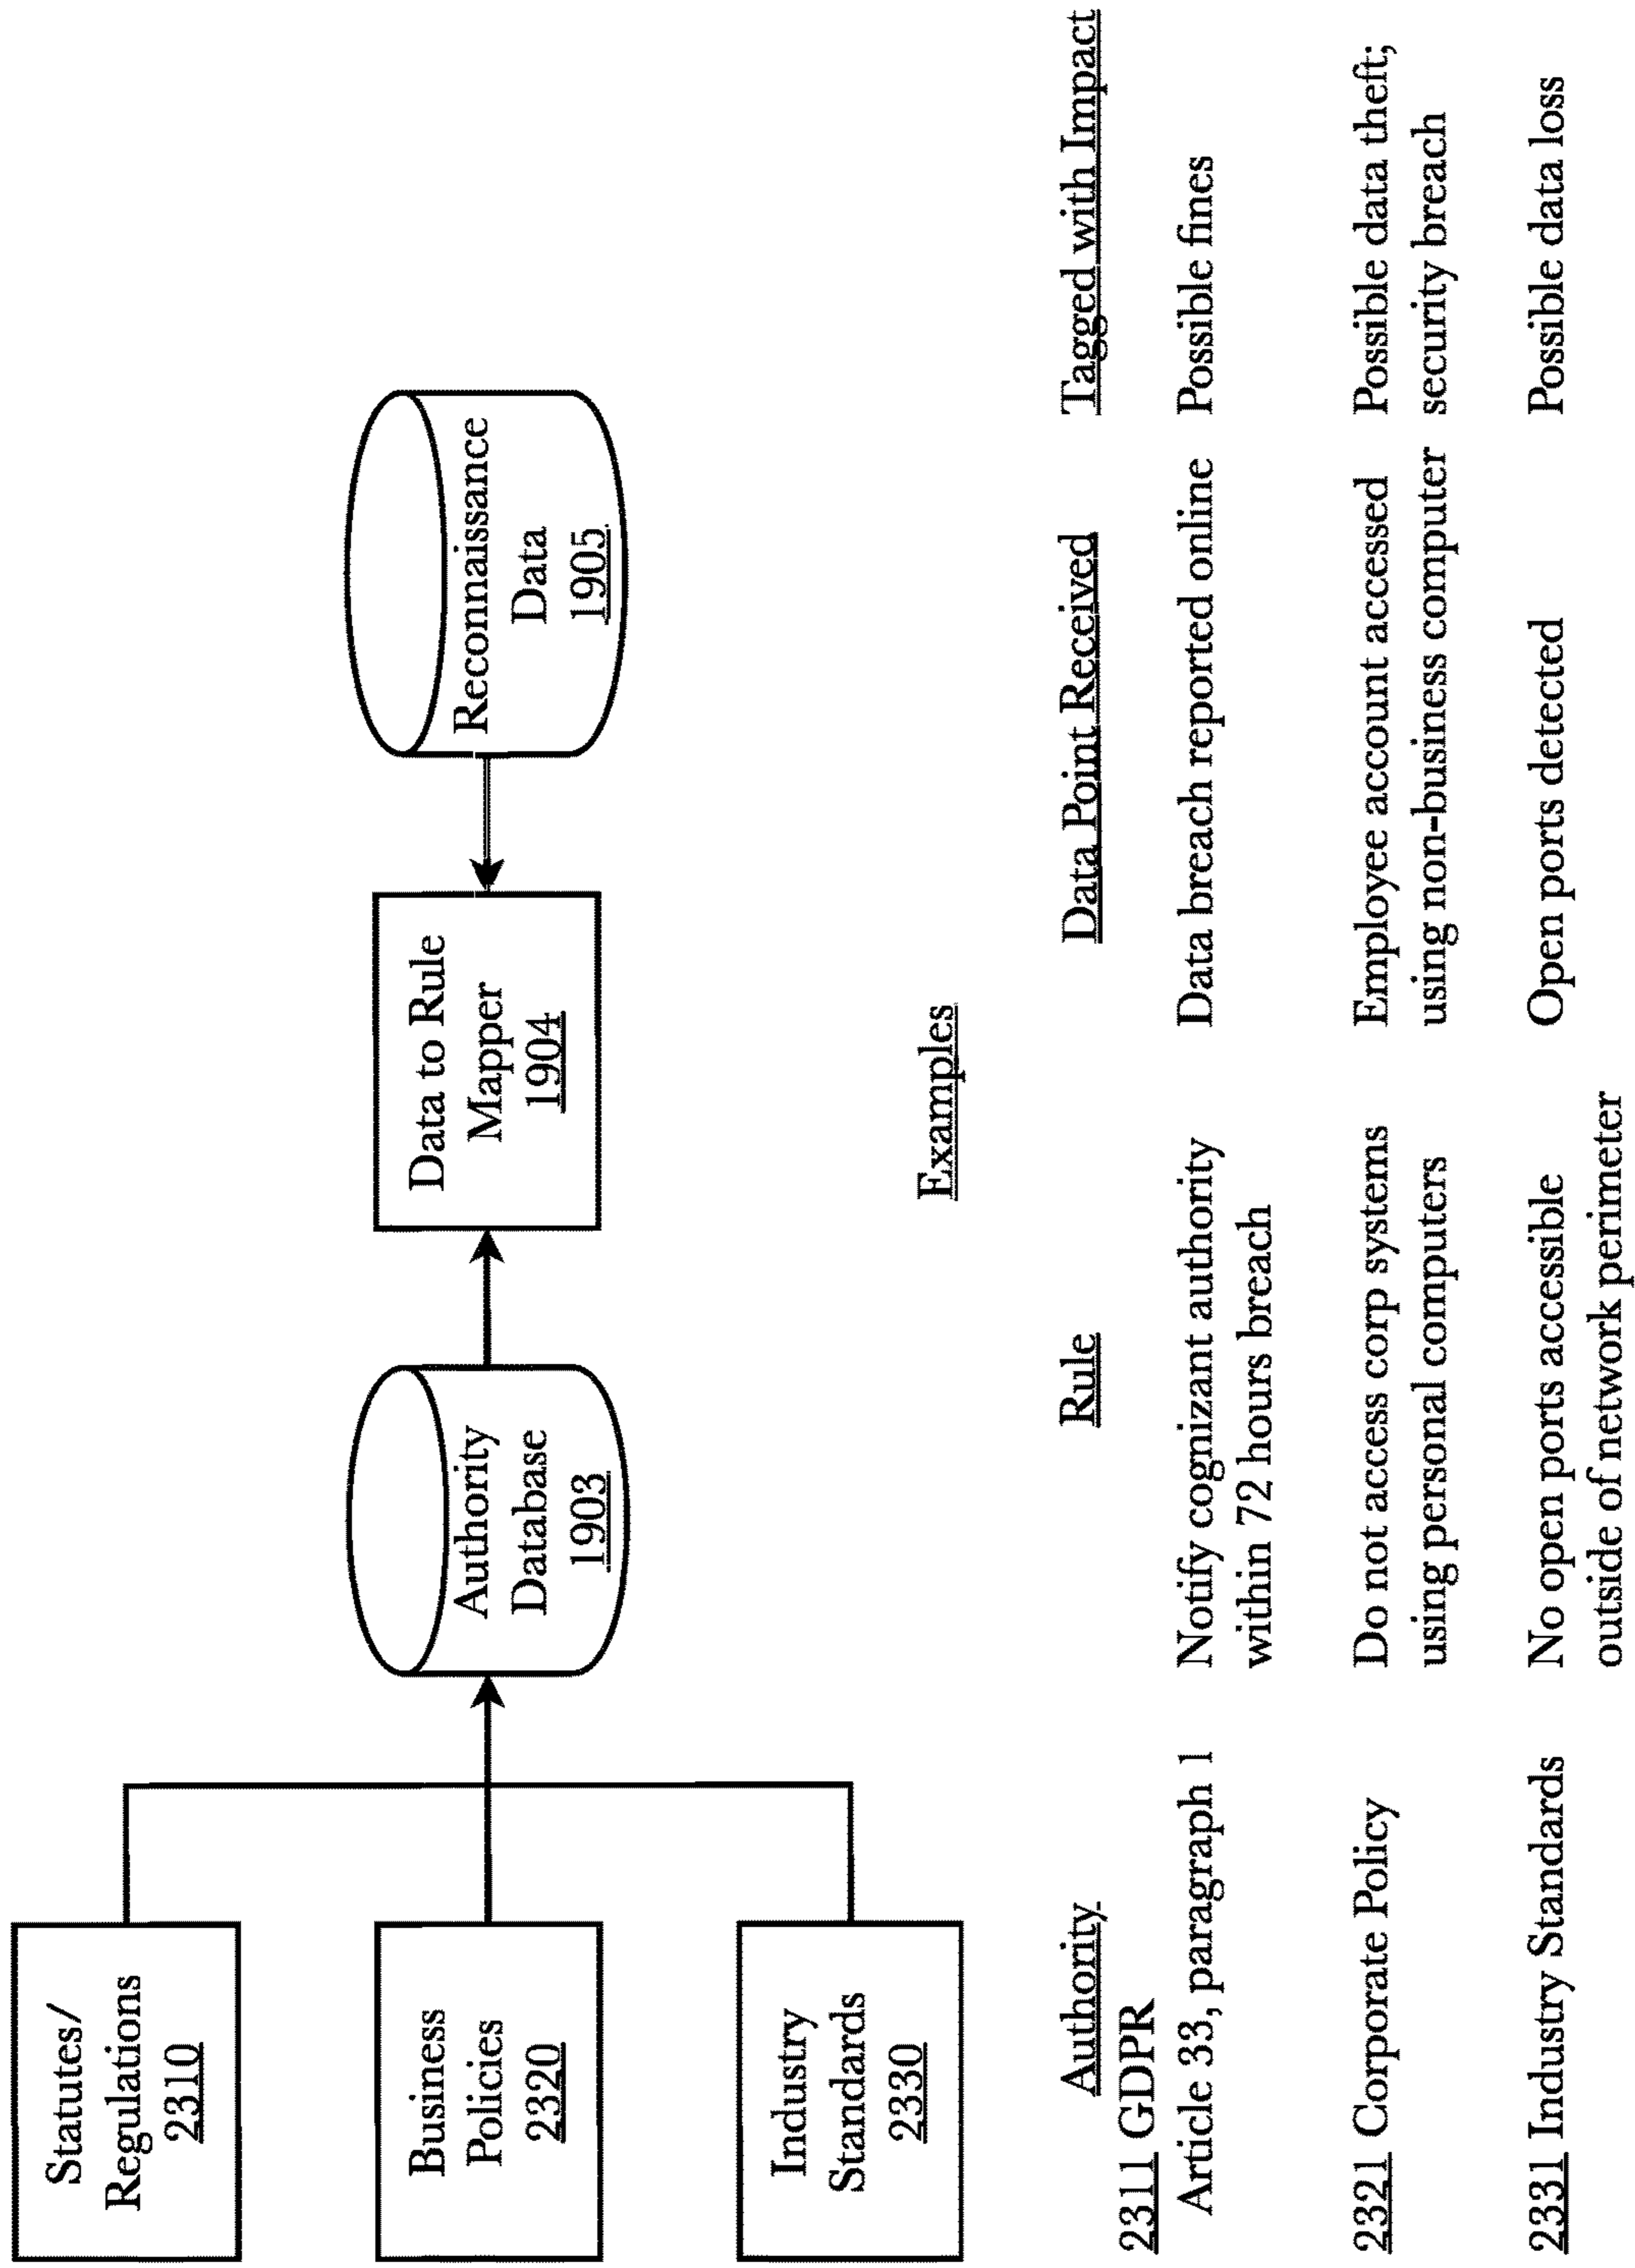 Statutes/
Regulations
2310
Business
Policies
2320
Industry
Standards
2330
Authority
Database
1903
Data to Rule
Mapper
1904
Reconnaissance
Data
1905
Examples
Authority
Rule
Data Point Received
Tagged with Impact
2311 GDPR
Article 33, paragraph 1
Notify cognizant authority
within 72 hours breach
Data breach reported online
Possible fines
2321 Corporate Policy
Do not access corp systems
using personal computers
Employee account accessed
using non-business computer
Possible data theft;
security breach
2331 Industry Standards
No open ports accessible
outside of network perimeter
Open ports detected
Possible data loss